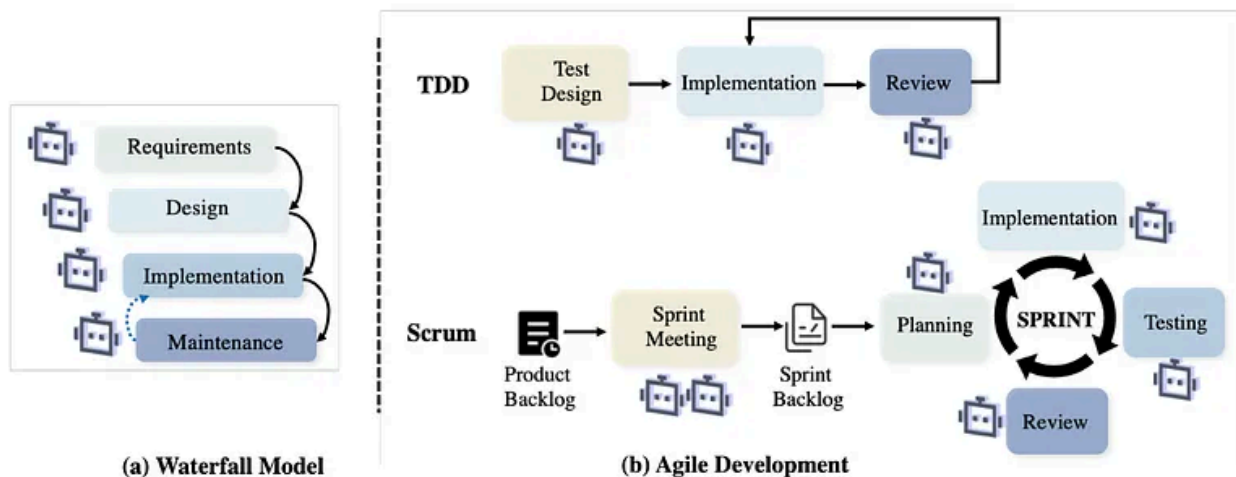 Requirements
Design
Implementation
Maintenance
(a) Waterfall Model
TDD
Test
Design
Implementation
Review
Scrum
Product
Backlog
Sprint
Meeting
Sprint
Backlog
Planning
Implementation
SPRINT
Testing
Review
(b) Agile Development